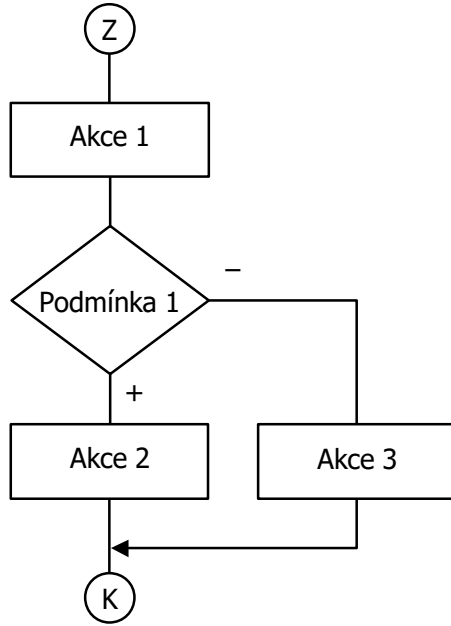 Z
Akce 1
–
Podmínka 1
+
Akce 2
Akce 3
K